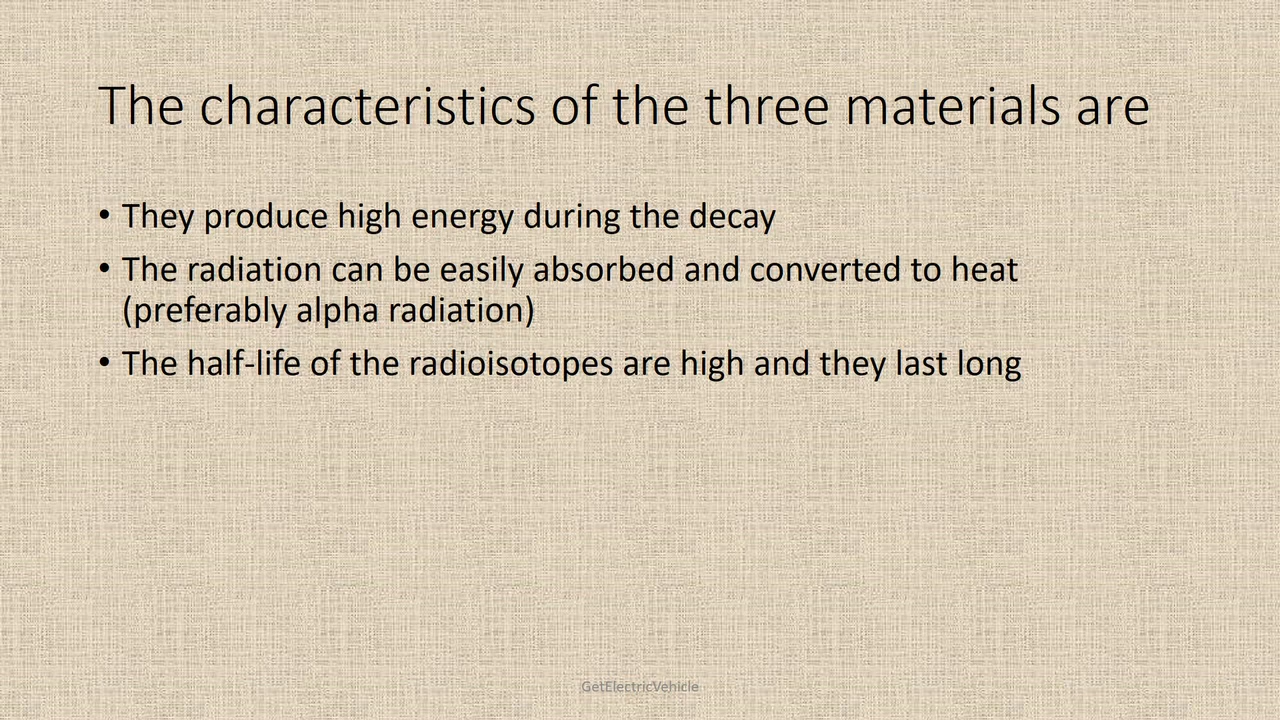 The characteristics of the three materials are
• They produce high energy during the decay
• The radiation can be easily absorbed and converted to heat
(preferably alpha radiation)
• The half-life of the radioisotopes are high and they last long
GetElectricVehicle